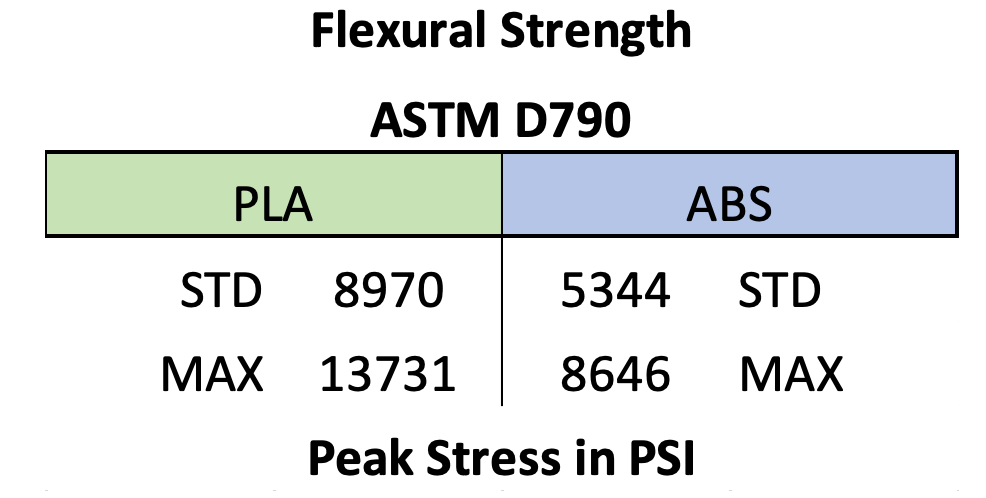 Flexural Strength
ASTM D790
PLA ABS
STD 8970 5344 STD
MAX 13731 8646 MAX
Peak Stress in PSI